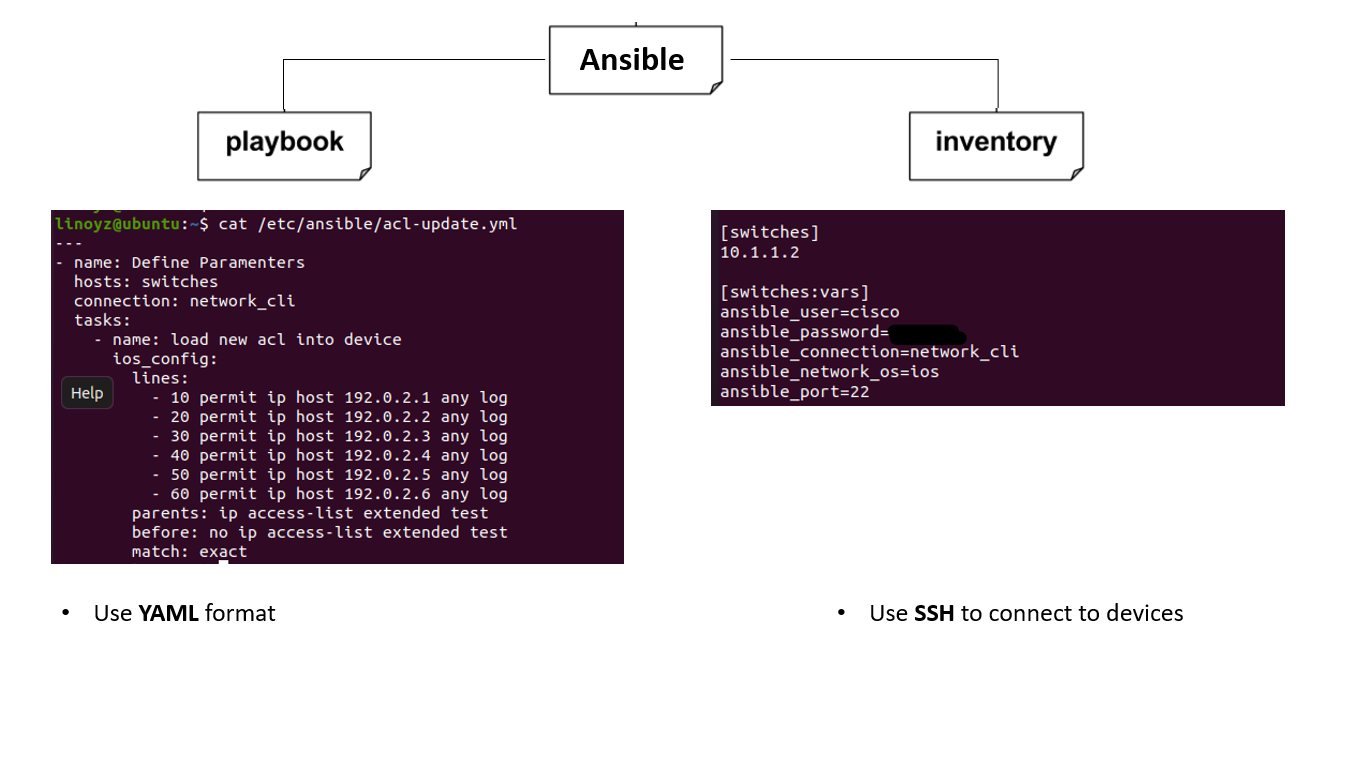 Ansible
playbook
inventory
linoyz@ubuntu:~$ cat /etc/ansible/acl-update.yml
---
- name: Define Paramenters
  hosts: switches
  connection: network_cli
  tasks:
    - name: load new acl into device
      ios_config:
        lines:
          - 10 permit ip host 192.0.2.1 any log
          - 20 permit ip host 192.0.2.2 any log
          - 30 permit ip host 192.0.2.3 any log
          - 40 permit ip host 192.0.2.4 any log
          - 50 permit ip host 192.0.2.5 any log
          - 60 permit ip host 192.0.2.6 any log
        parents: ip access-list extended test
        before: no ip access-list extended test
        match: exact
Help
[switches]
10.1.1.2
[switches:vars]
ansible_user=cisco
ansible_password=
ansible_connection=network_cli
ansible_network_os=ios
ansible_port=22
• Use YAML format
• Use SSH to connect to devices